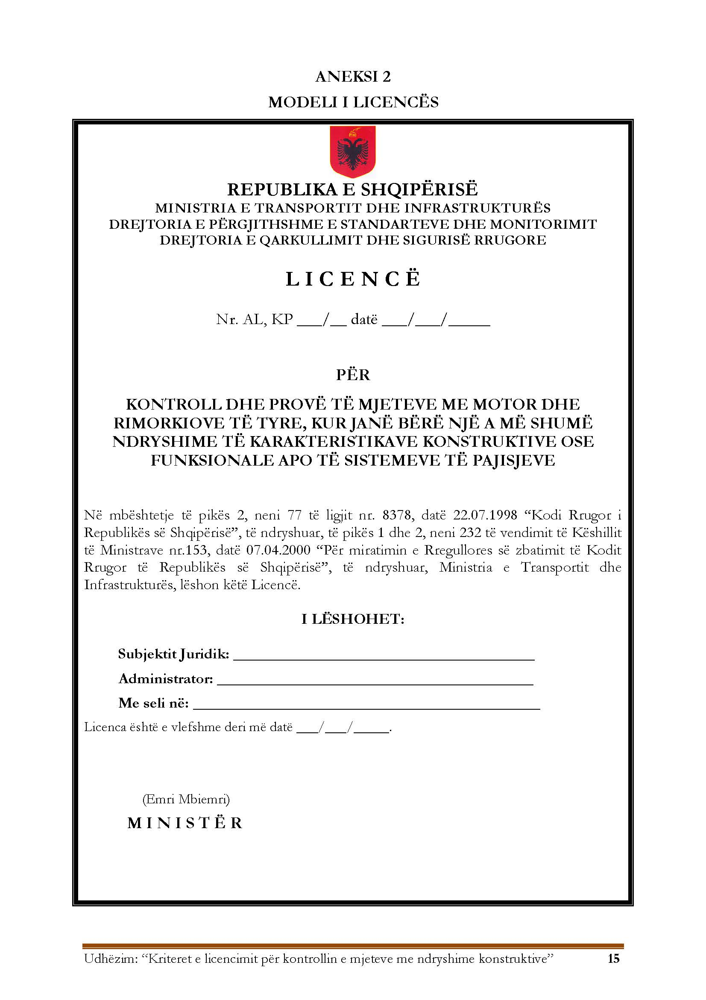 ANEKSI 2
MODELI I LICENCËS
REPUBLIKA E SHQIPËRISË
MINISTRIA E TRANSPORTIT DHE INFRASTRUKTURËS
DREJTORIA E PËRGJITHSHME E STANDARTEVE DHE MONITORIMIT
DREJTORIA E QARKULLIMIT DHE SIGURISË RRUGORE
L I C E N C Ë
Nr. AL, KP ___/__ datë ___/___/_____
PËR
KONTROLL DHE PROVË TË MJETEVE ME MOTOR DHE
RIMORKIOVE TË TYRE, KUR JANË BËRË NJË A MË SHUMË
NDRYSHIME TË KARAKTERISTIKAVE KONSTRUKTIVE OSE
FUNKSIONALE APO TË SISTEMEVE TË PAJISJEVE
Në mbështetje të pikës 2, neni 77 të ligjit nr. 8378, datë 22.07.1998 “Kodi Rrugor i
Republikës së Shqipërisë”, të ndryshuar, të pikës 1 dhe 2, neni 232 të vendimit të Këshillit
të Ministrave nr.153, datë 07.04.2000 “Për miratimin e Rregullores së zbatimit të Kodit
Rrugor të Republikës së Shqipërisë”, të ndryshuar, Ministria e Transportit dhe
Infrastrukturës, lëshon këtë Licencë.
I LËSHOHET:
Subjektit Juridik: ____________________________________________
Administrator: ______________________________________________
Me seli në: ___________________________________________________
Licenca është e vlefshme deri më datë ___/___/_____.
(Emri Mbiemri)
M I N I S T Ë R
Udhëzim: “Kriteret e licencimit për kontrollin e mjeteve me ndryshime konstruktive” 15